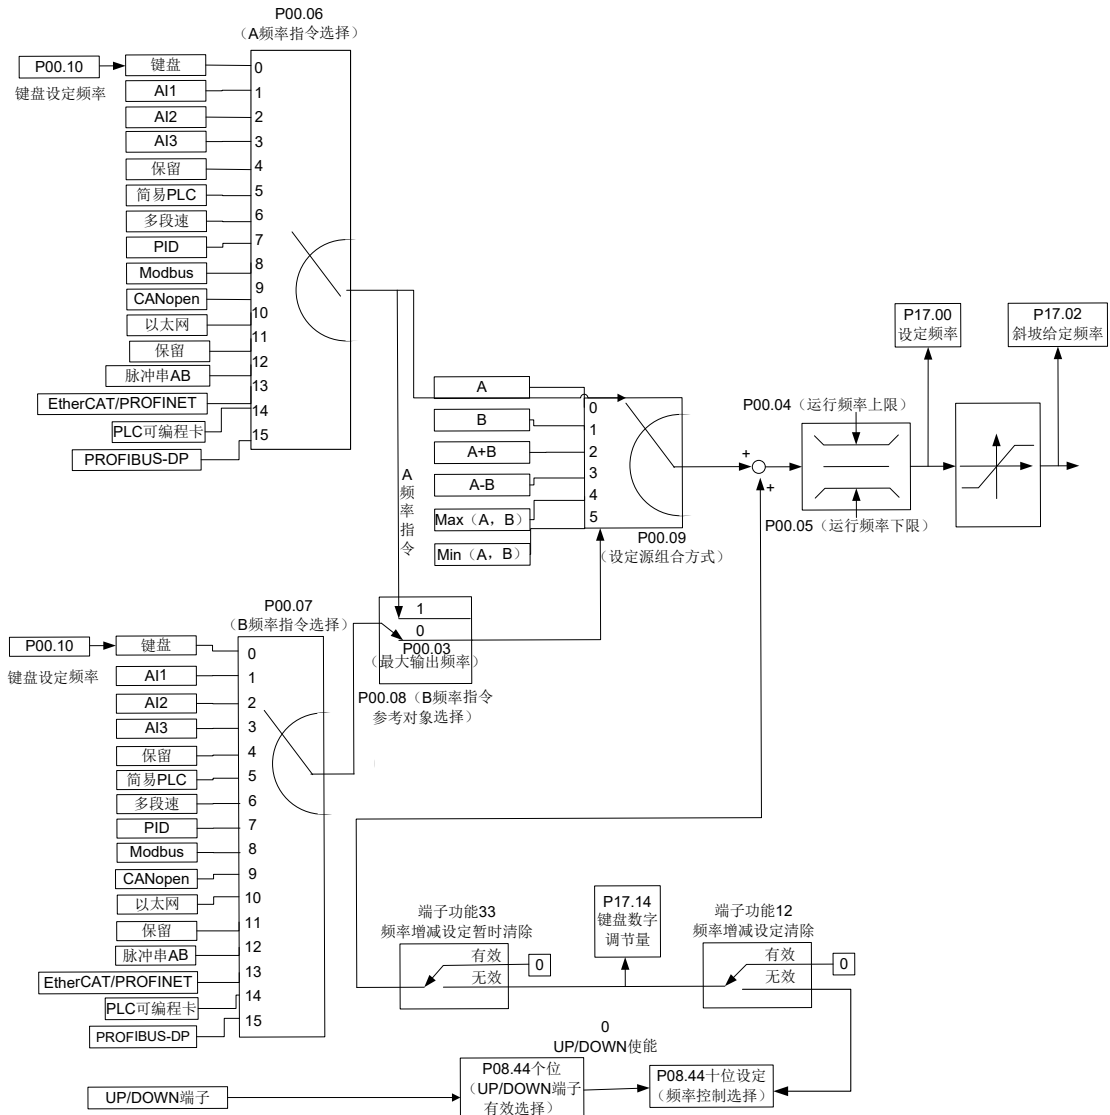 P00.06
（A频率指令选择）
P00.10
键盘设定频率
键盘
0
AI1
1
AI2
2
AI3
3
保留
4
简易PLC
5
多段速
6
PID
7
Modbus
8
CANopen
9
以太网
10
保留
11
脉冲串AB
12
EtherCAT/PROFINET
13
PLC可编程卡
14
PROFIBUS-DP
15
A频率指令
A
0
B
1
A+B
2
A-B
3
Max（A，B）
4
Min（A，B）
5
P00.09
（设定源组合方式）
+
+
P00.04（运行频率上限）
P00.05（运行频率下限）
P17.00
设定频率
P17.02
斜坡给定频率
P00.07
（B频率指令选择）
P00.10
键盘设定频率
键盘
0
AI1
1
AI2
2
AI3
3
保留
4
简易PLC
5
多段速
6
PID
7
Modbus
8
CANopen
9
以太网
10
保留
11
脉冲串AB
12
EtherCAT/PROFINET
13
PLC可编程卡
14
PROFIBUS-DP
15
1
0
P00.03
（最大输出频率）
P00.08（B频率指令
参考对象选择）
端子功能33
频率增减设定暂时清除
有效
无效
0
P17.14
键盘数字
调节量
端子功能12
频率增减设定清除
有效
无效
0
0
UP/DOWN使能
UP/DOWN端子
P08.44个位
（UP/DOWN端子
有效选择）
P08.44十位设定
（频率控制选择）